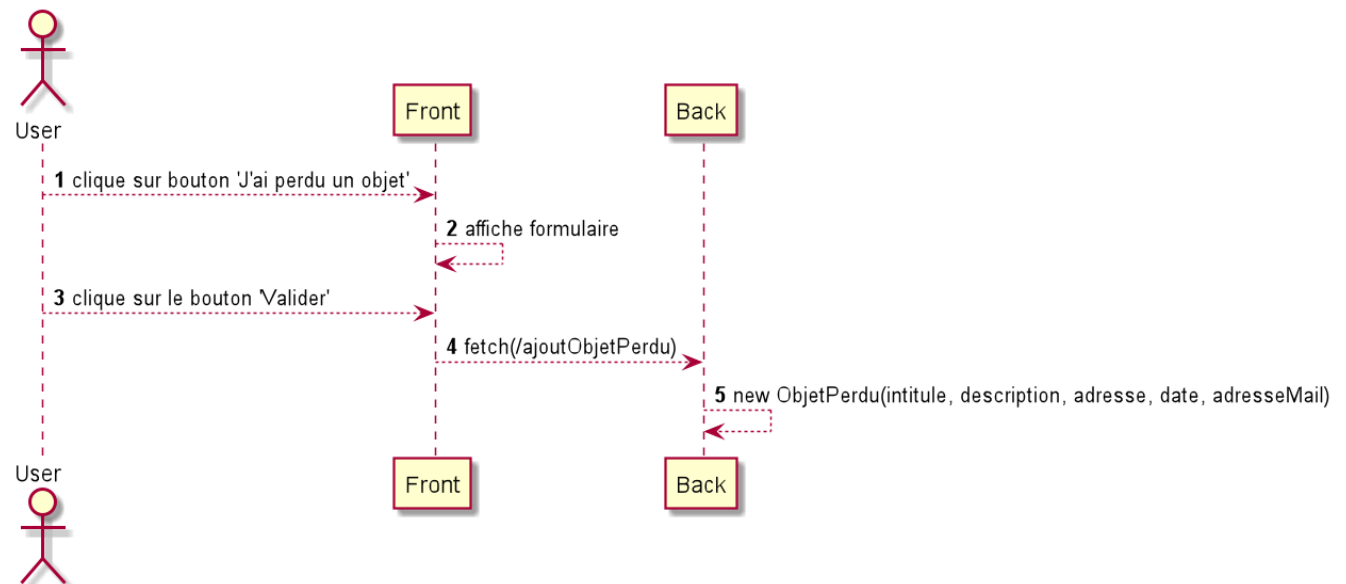 User
Front
Back
1 clique sur bouton 'J'ai perdu un objet'
2 affiche formulaire
3 clique sur le bouton 'Valider'
4 fetch(/ajoutObjetPerdu)
5 new ObjetPerdu(intitule, description, adresse, date, adresseMail)
User
Front
Back